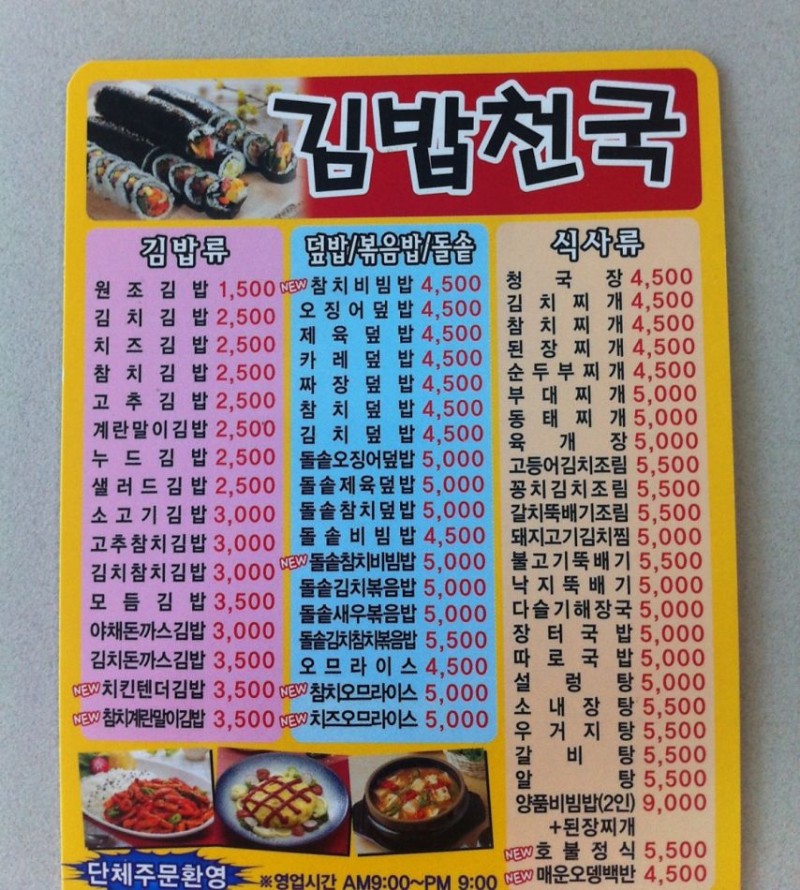 김밥천국
김밥류
원조김밥 1,500
김치김밥 2,500
치즈김밥 2,500
참치김밥 2,500
고추김밥 2,500
계란말이김밥 2,500
누드김밥 2,500
샐러드김밥 2,500
소고기김밥 3,000
고추참치김밥 3,000
김치참치김밥 3,000
모듬김밥 3,500
야채돈까스김밥 3,000
김치돈까스김밥 3,500
NEW 치킨텐더김밥 3,500
NEW 참치계란말이김밥 3,500
덮밥/볶음밥/돌솥
NEW 참치비빔밥 4,500
오징어덮밥 4,500
제육덮밥 4,500
카레덮밥 4,500
짜장덮밥 4,500
참치덮밥 4,500
김치덮밥 4,500
돌솥오징어덮밥 5,000
돌솥제육덮밥 5,000
돌솥참치덮밥 5,000
돌솥비빔밥 4,500
NEW 돌솥참치비빔밥 5,000
돌솥김치볶음밥 5,000
돌솥새우볶음밥 5,000
돌솥김치참치볶음밥 5,500
오므라이스 4,500
NEW 참치오므라이스 5,000
NEW 치즈오므라이스 5,000
식사류
청국장 4,500
김치찌개 4,500
참치찌개 4,500
된장찌개 4,500
순두부찌개 4,500
부대찌개 5,000
동태찌개 5,000
육개장 5,000
고등어김치조림 5,500
꽁치김치조림 5,500
갈치뚝배기조림 5,500
돼지고기김치찜 5,000
불고기뚝배기 5,500
낙지뚝배기 5,000
다슬기해장국 5,000
장터국밥 5,000
따로국밥 5,000
설렁탕 5,000
소내장탕 5,500
우거지탕 5,500
갈비탕 5,500
알탕 5,500
양품비빔밥(2인) 9,000
+된장찌개
NEW 호불정식 5,500
NEW 매운오뎅백반 4,500
단체주문환영
※영업시간 AM9:00~PM 9:00